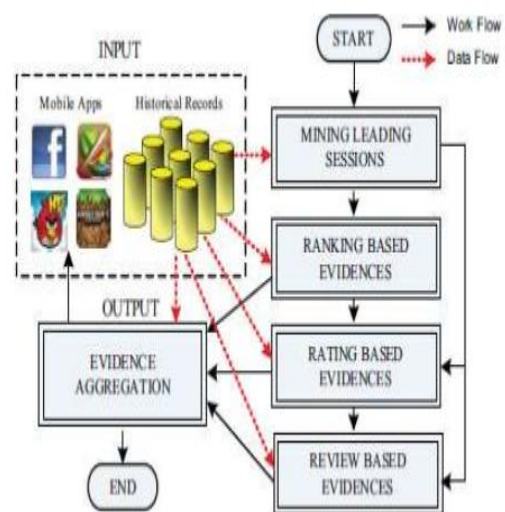 START
Work Flow
Data Flow
INPUT
Mobile Apps
Historical Records
MINING LEADING
SESSIONS
RANKING BASED
EVIDENCES
OUTPUT
EVIDENCE
AGGREGATION
RATING BASED
EVIDENCES
REVIEW BASED
EVIDENCES
END